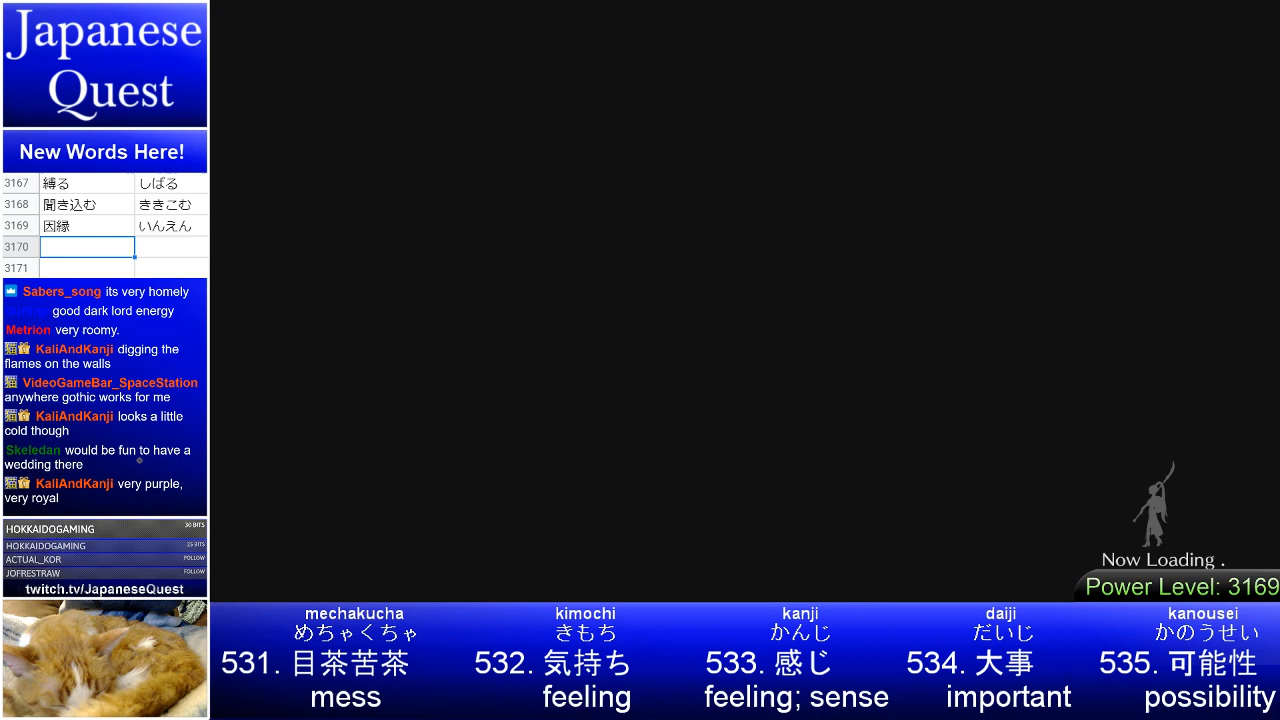 Japanese
Quest
New Words Here!
3167 縛る しばる
3168 聞き込む ききこむ
3169 因縁 いんえん
3170
3171
Sabers_song its very homely
good dark lord energy
Metrion very roomy.
KaliAndKanji digging the
flames on the walls
VideoGameBar_SpaceStation
anywhere gothic works for me
KaliAndKanji looks a little
cold though
Skeledan would be fun to have a
wedding there
KaliAndKanji very purple,
very royal
HOKKAIDOGAMING 30 BITS
HOKKAIDOGAMING 25 BITS
ACTUAL_KOR FOLLOW
JOFRESTRAW FOLLOW
twitch.tv/JapaneseQuest
Now Loading .
Power Level: 3169
mechakucha kimochi kanji daiji kanousei
めちゃくちゃ きもち かんじ だいじ かのうせい
531. 目茶苦茶 532. 気持ち 533. 感じ 534. 大事 535. 可能性
mess feeling feeling; sense important possibility